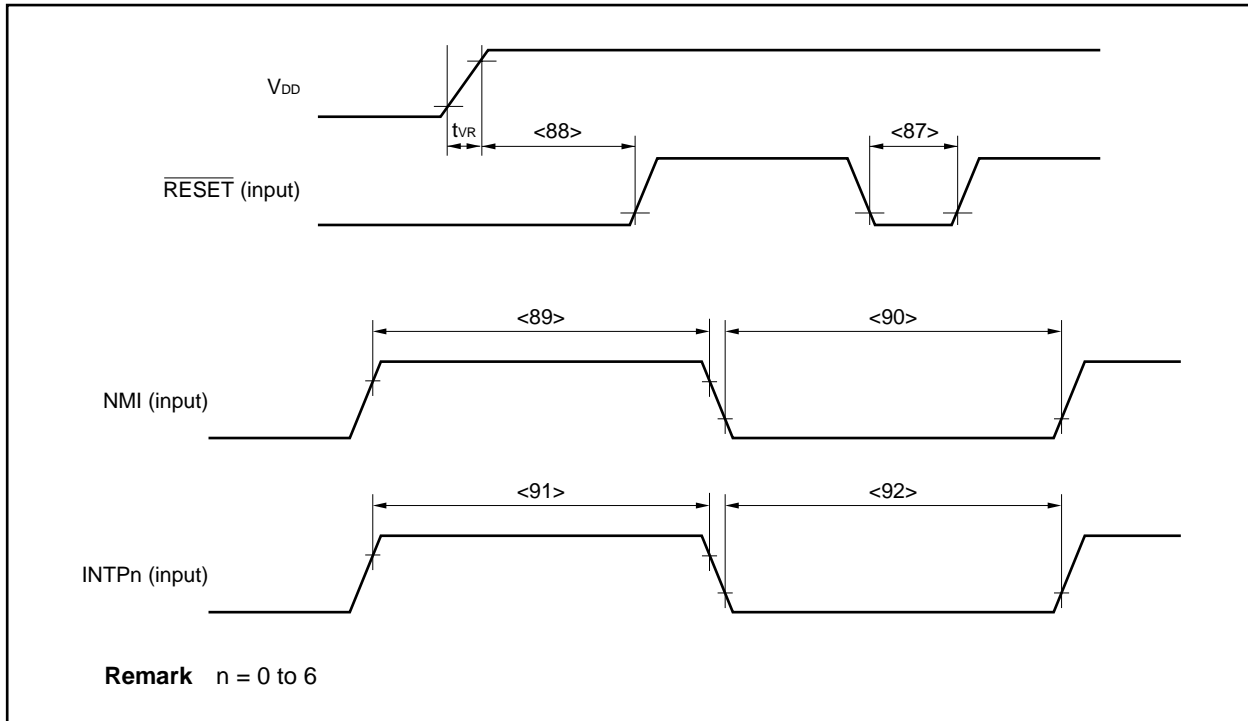 VDD
tVR
<88>
<87>
RESET (input)
<89>
<90>
NMI (input)
<91>
<92>
INTPn (input)
Remark n = 0 to 6